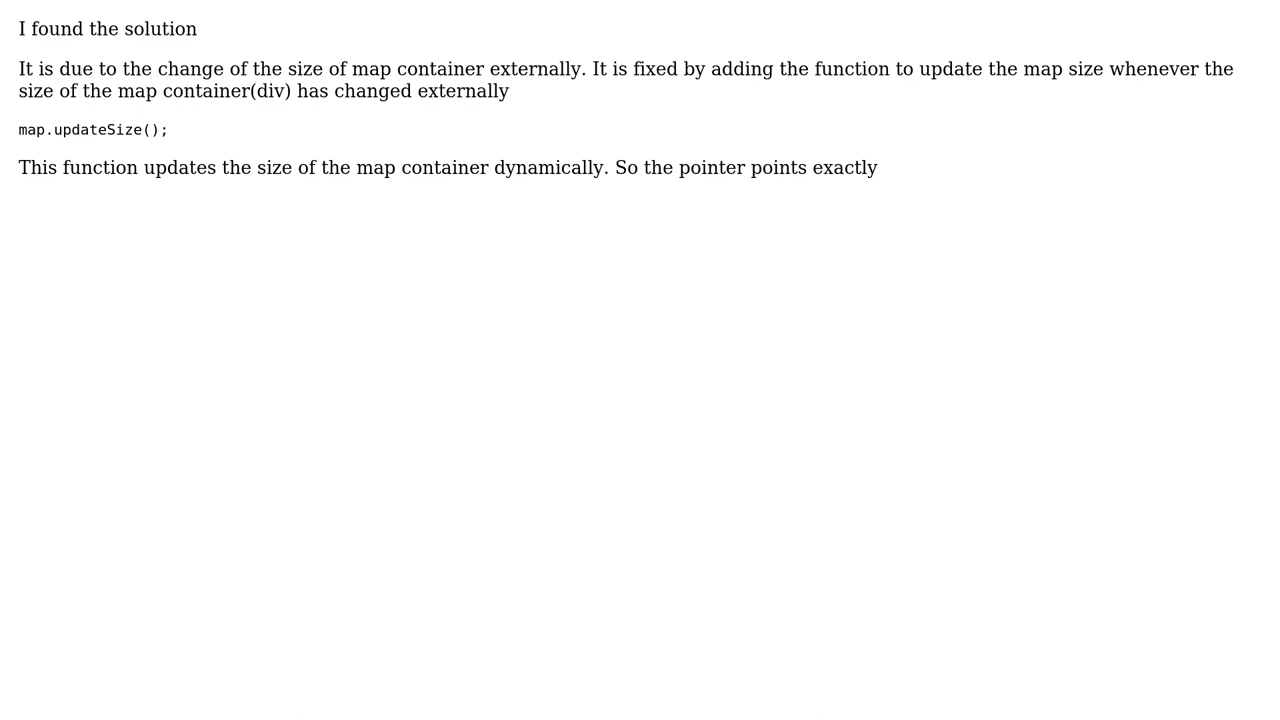 I found the solution
It is due to the change of the size of map container externally. It is fixed by adding the function to update the map size whenever the
size of the map container(div) has changed externally
map.updateSize();
This function updates the size of the map container dynamically. So the pointer points exactly